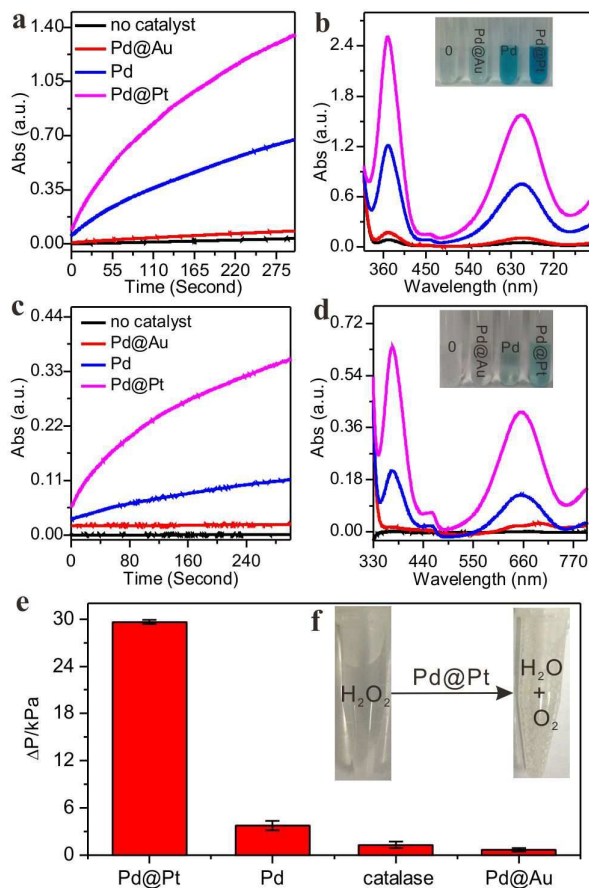 a
1.40
1.05
0.70
0.35
0.00
Abs (a.u.)
no catalyst
Pd@Au
Pd
Pd@Pt
0 55 110 165 220 275
Time (Second)
b
2.4
1.8
1.2
0.6
0.0
Abs (a.u.)
0 Pd@Au Pd Pd@Pt
360 450 540 630 720
Wavelength (nm)
c
0.44
0.33
0.22
0.11
0.00
Abs (a.u.)
no catalyst
Pd@Au
Pd
Pd@Pt
0 80 160 240
Time (Second)
d
0.72
0.54
0.36
0.18
0.00
Abs (a.u.)
0 Pd@Au Pd Pd@Pt
330 440 550 660 770
Wavelength (nm)
e
30
24
18
12
6
0
ΔP/kPa
Pd@Pt Pd catalase Pd@Au
f
H₂O₂
Pd@Pt
H₂O
+
O₂